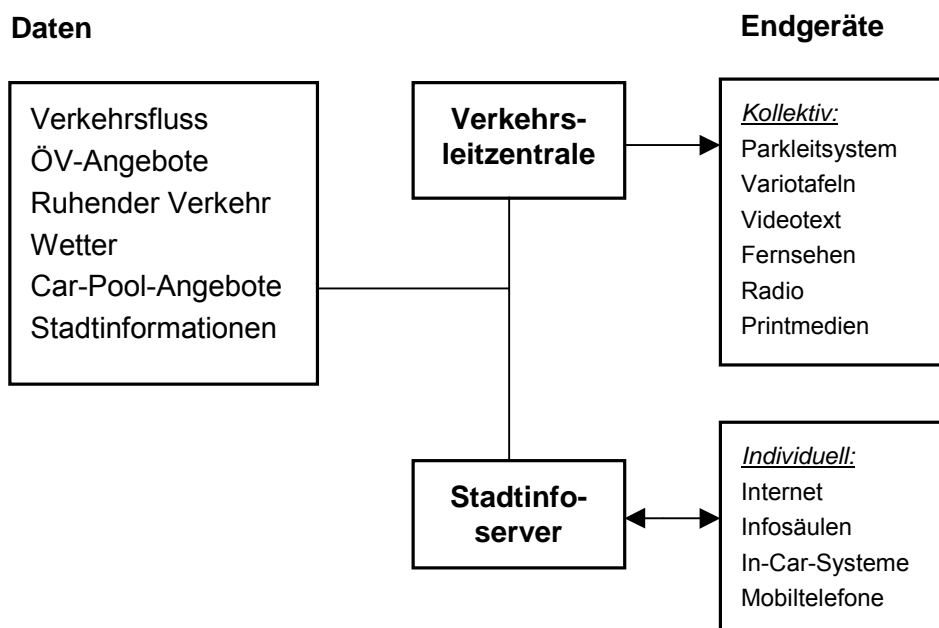 Daten
Verkehrsfluss
ÖV-Angebote
Ruhender Verkehr
Wetter
Car-Pool-Angebote
Stadtinformationen
Verkehrs-
leitzentrale
Stadtinfo-
server
Endgeräte
Kollektiv:
Parkleitsystem
Variotafeln
Videotext
Fernsehen
Radio
Printmedien
Individuell:
Internet
Infosäulen
In-Car-Systeme
Mobiltelefone